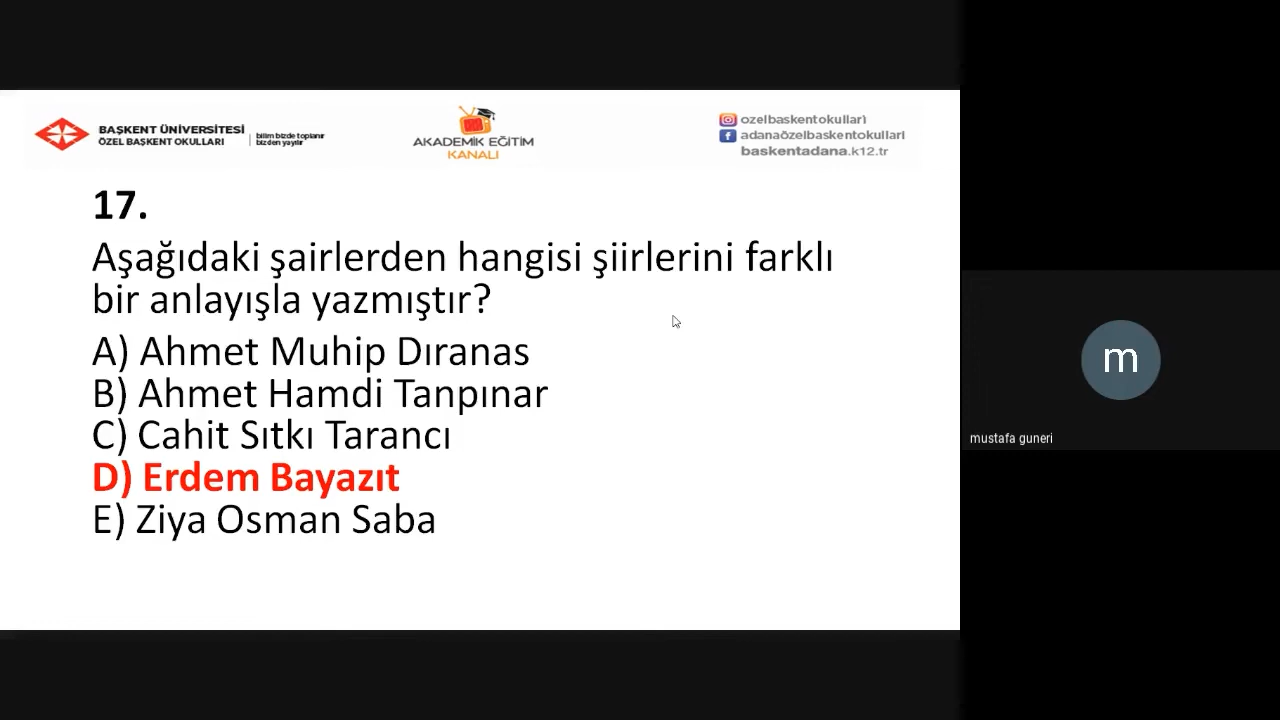 BAŞKENT ÜNİVERSİTESİ
ÖZEL BAŞKENT OKULLARI
bilim bizde toplanır
bizden yayılır
AKADEMİK EĞİTİM
KANALI
ozelbaskentokullari
adanaözelbaskentokullari
baskentadana.k12.tr
17.
Aşağıdaki şairlerden hangisi şiirlerini farklı
bir anlayışla yazmıştır?
A) Ahmet Muhip Dıranas
B) Ahmet Hamdi Tanpınar
C) Cahit Sıtkı Tarancı
D) Erdem Bayazıt
E) Ziya Osman Saba
m
mustafa guneri